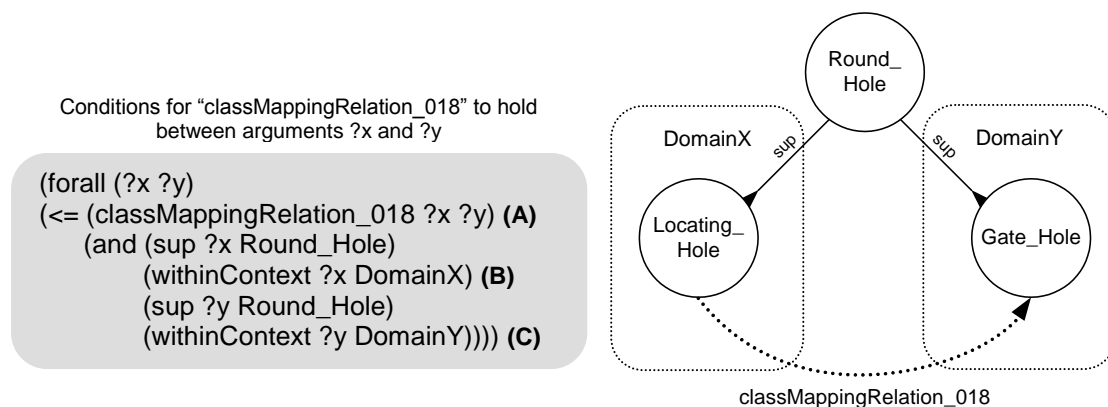 Conditions for “classMappingRelation_018” to hold
between arguments ?x and ?y
(forall (?x ?y)
(<= (classMappingRelation_018 ?x ?y) (A)
(and (sup ?x Round_Hole)
(withinContext ?x DomainX) (B)
(sup ?y Round_Hole)
(withinContext ?y DomainY)))) (C)
Round_
Hole
DomainX
sup
sup
DomainY
Locating_
Hole
Gate_Hole
classMappingRelation_018